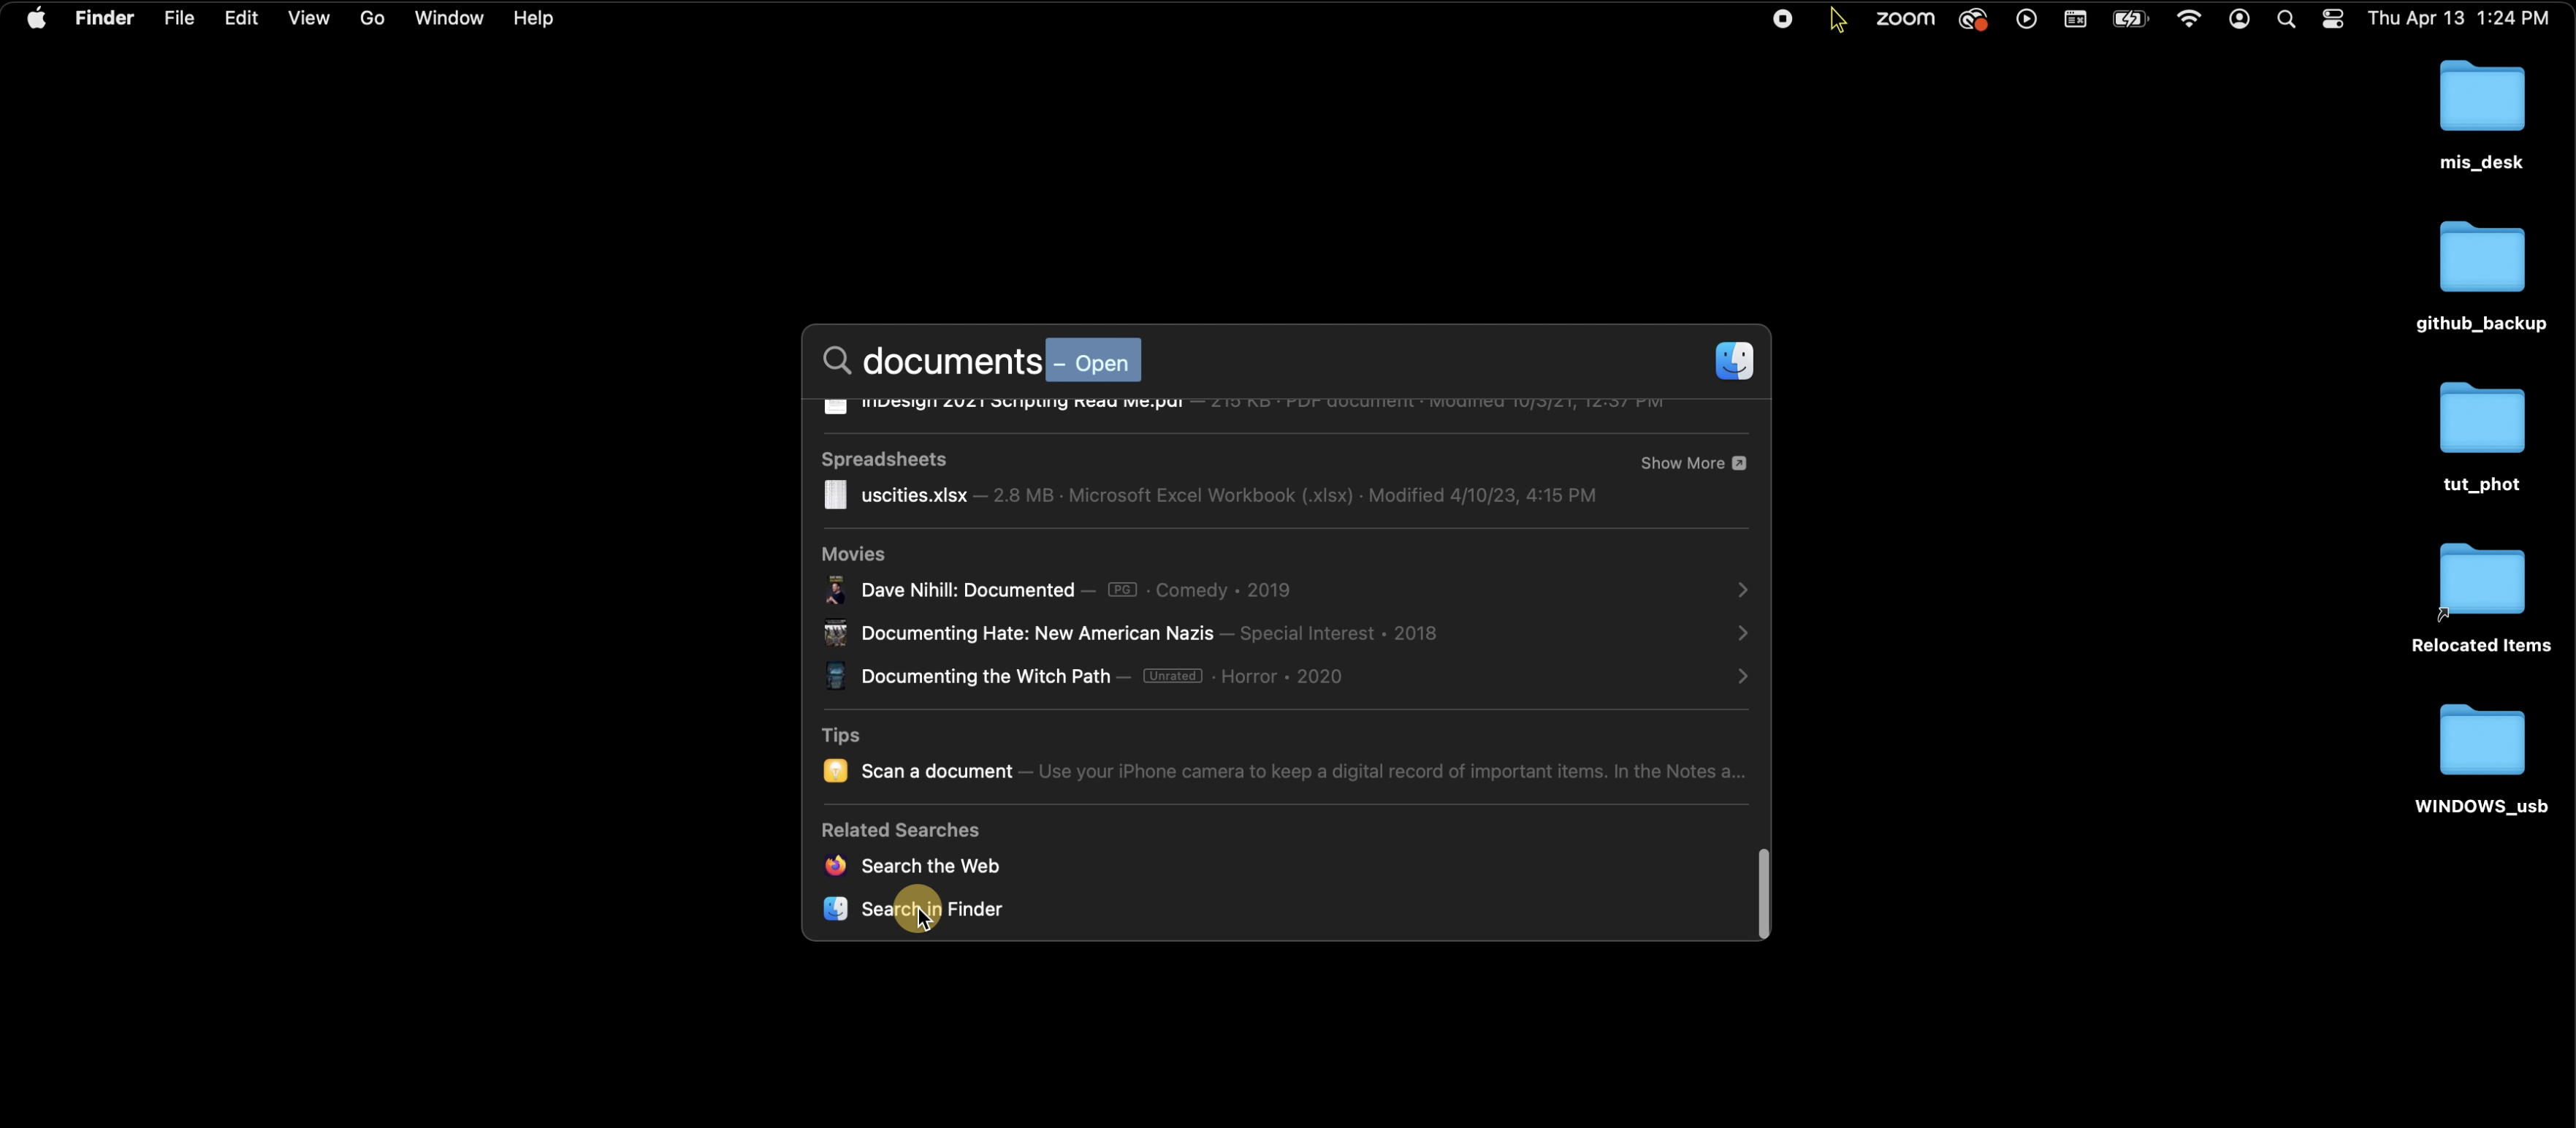 Finder File Edit View Go Window Help zoom Thu Apr 13 1:24 PM
mis_desk
github_backup
tut_phot
Relocated Items
WINDOWS_usb
documents – Open
InDesign 2021 Scripting Read Me.pdf — 215 KB · PDF document · Modified 10/3/21, 12:37 PM
Spreadsheets Show More
uscities.xlsx — 2.8 MB · Microsoft Excel Workbook (.xlsx) · Modified 4/10/23, 4:15 PM
Movies
Dave Nihill: Documented — PG · Comedy • 2019
Documenting Hate: New American Nazis — Special Interest • 2018
Documenting the Witch Path — Unrated · Horror • 2020
Tips
Scan a document — Use your iPhone camera to keep a digital record of important items. In the Notes a...
Related Searches
Search the Web
Search in Finder